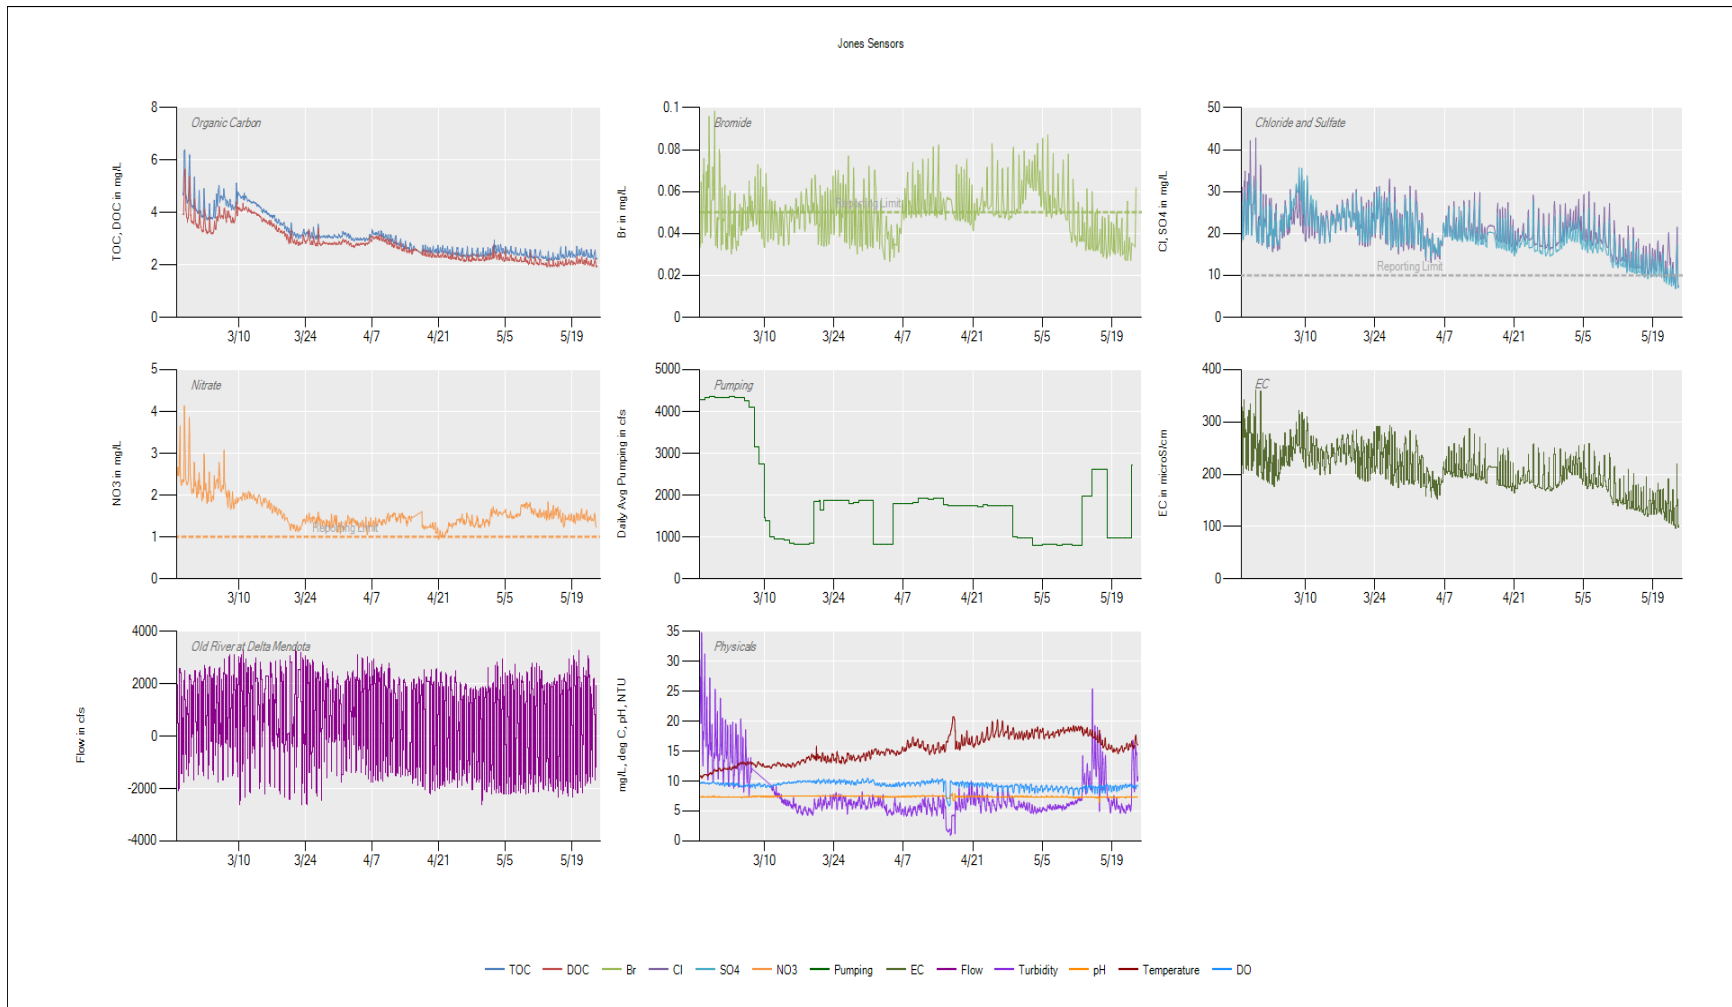 Jones Sensors
Organic Carbon
TOC, DOC in mg/L
8
6
4
2
0
3/10 3/24 4/7 4/21 5/5 5/19
Bromide
Br in mg/L
0.1
0.08
0.06
0.04
0.02
0
Reporting Limit
3/10 3/24 4/7 4/21 5/5 5/19
Chloride and Sulfate
Cl, SO4 in mg/L
50
40
30
20
10
0
Reporting Limit
3/10 3/24 4/7 4/21 5/5 5/19
Nitrate
NO3 in mg/L
5
4
3
2
1
0
Reporting Limit
3/10 3/24 4/7 4/21 5/5 5/19
Pumping
Daily Avg Pumping in cfs
5000
4000
3000
2000
1000
0
3/10 3/24 4/7 4/21 5/5 5/19
EC
EC in microS/cm
400
300
200
100
0
3/10 3/24 4/7 4/21 5/5 5/19
Old River at Delta Mendota
Flow in cfs
4000
2000
0
-2000
-4000
3/10 3/24 4/7 4/21 5/5 5/19
Physicals
mg/L, deg C, pH, NTU
35
30
25
20
15
10
5
0
3/10 3/24 4/7 4/21 5/5 5/19
TOC DOC Br Cl SO4 NO3 Pumping EC Flow Turbidity pH Temperature DO